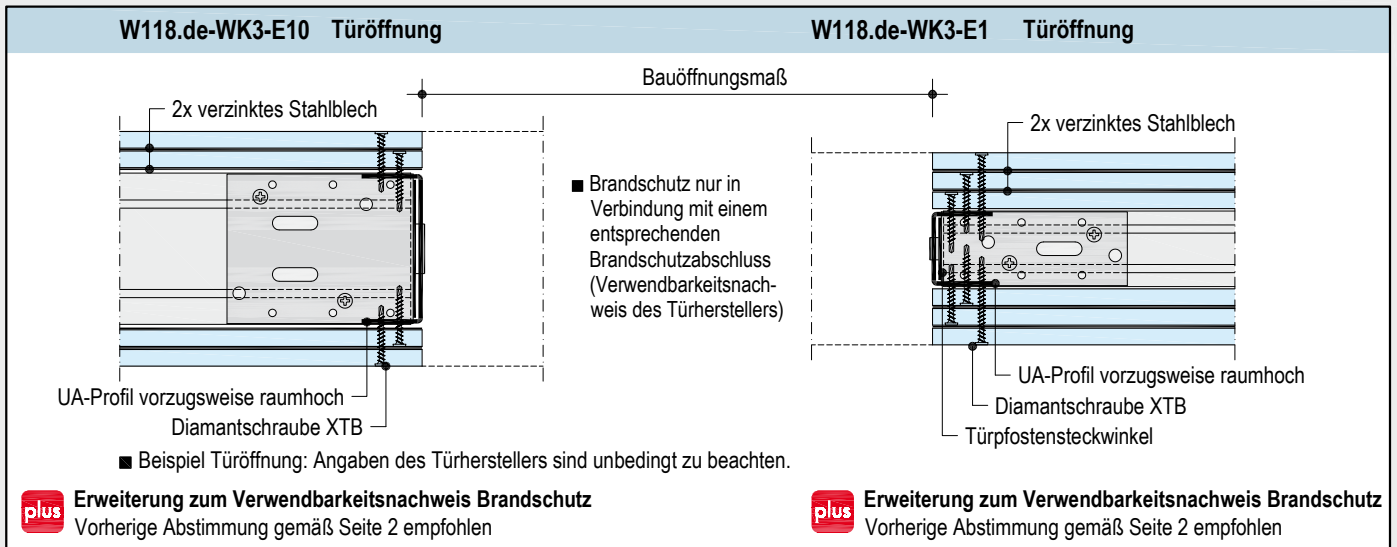 W118.de-WK3-E10 Türöffnung
W118.de-WK3-E1 Türöffnung
Bauöffnungsmaß
2x verzinktes Stahlblech
2x verzinktes Stahlblech
■ Brandschutz nur in
Verbindung mit einem
entsprechenden
Brandschutzabschluss
(Verwendbarkeitsnach-
weis des Türherstellers)
UA-Profil vorzugsweise raumhoch
Diamantschraube XTB
UA-Profil vorzugsweise raumhoch
Diamantschraube XTB
Türpfostensteckwinkel
■ Beispiel Türöffnung: Angaben des Türherstellers sind unbedingt zu beachten.
plus
Erweiterung zum Verwendbarkeitsnachweis Brandschutz
Vorherige Abstimmung gemäß Seite 2 empfohlen
plus
Erweiterung zum Verwendbarkeitsnachweis Brandschutz
Vorherige Abstimmung gemäß Seite 2 empfohlen